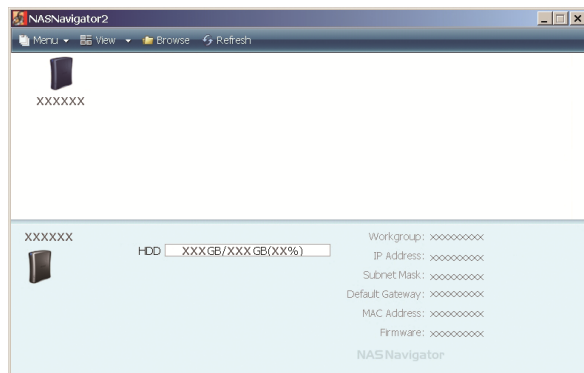 NASNavigator2
Menu View Browse Refresh
XXXXXX
XXXXXX
HDD XXXGB/XXXGB(XX%)
Workgroup: xxxxxxxxx
IP Address: xxxxxxxxx
Subnet Mask: xxxxxxxxx
Default Gateway: xxxxxxxxx
MAC Address: xxxxxxxxx
Firmware: xxxxxxxxx
NAS Navigator